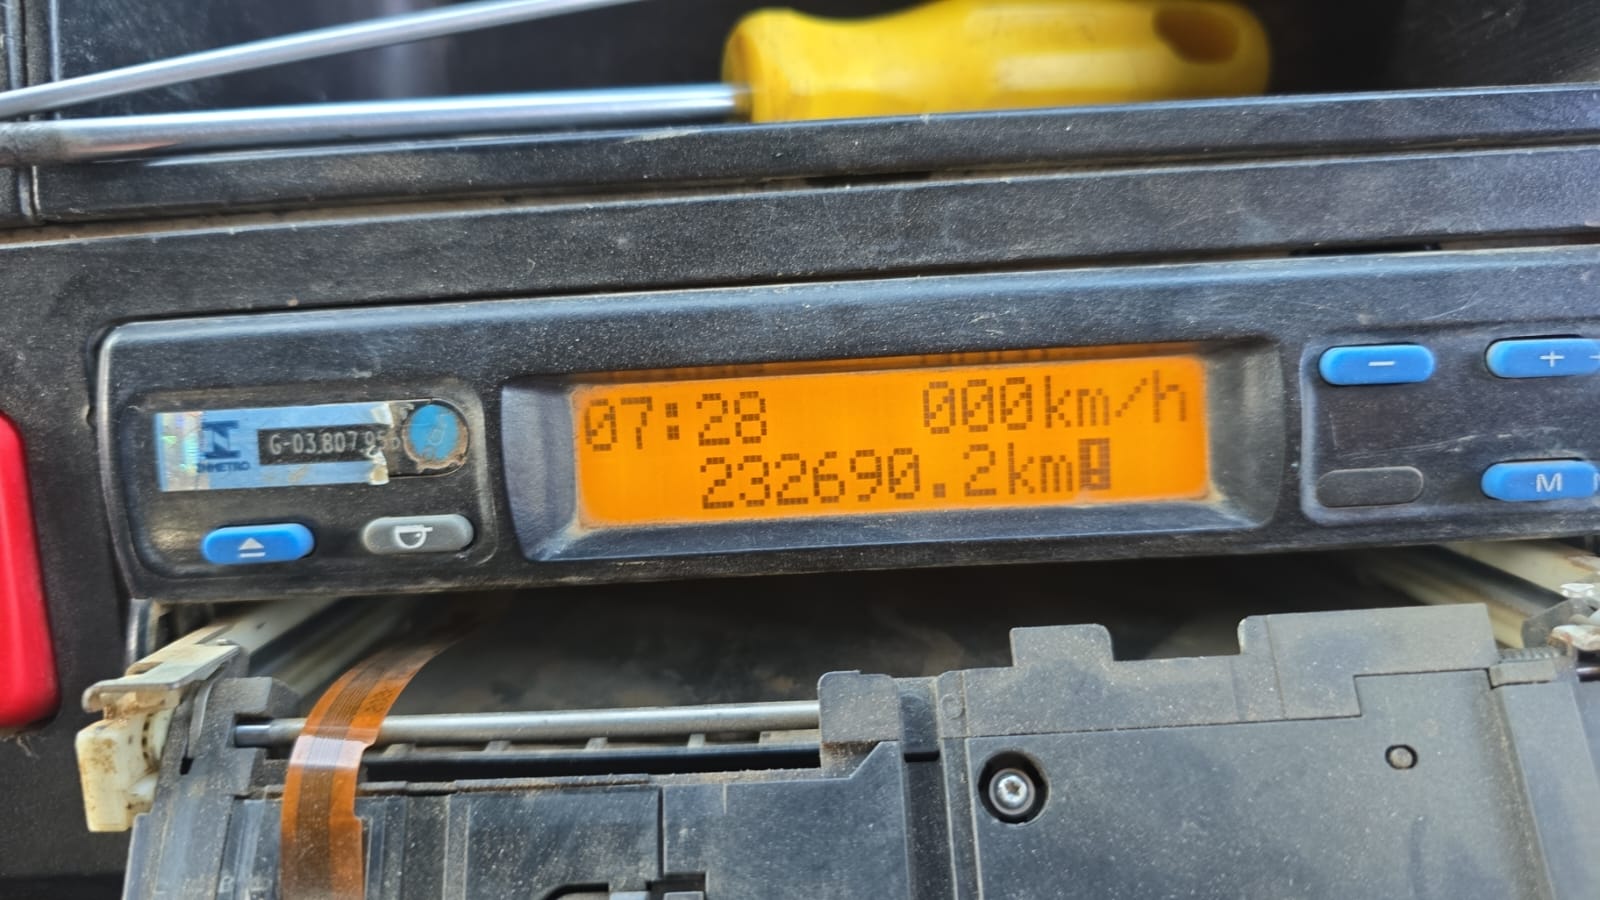 07:28 000km/h
232690.2km
INMETRO
G-03.807.95
- +
M